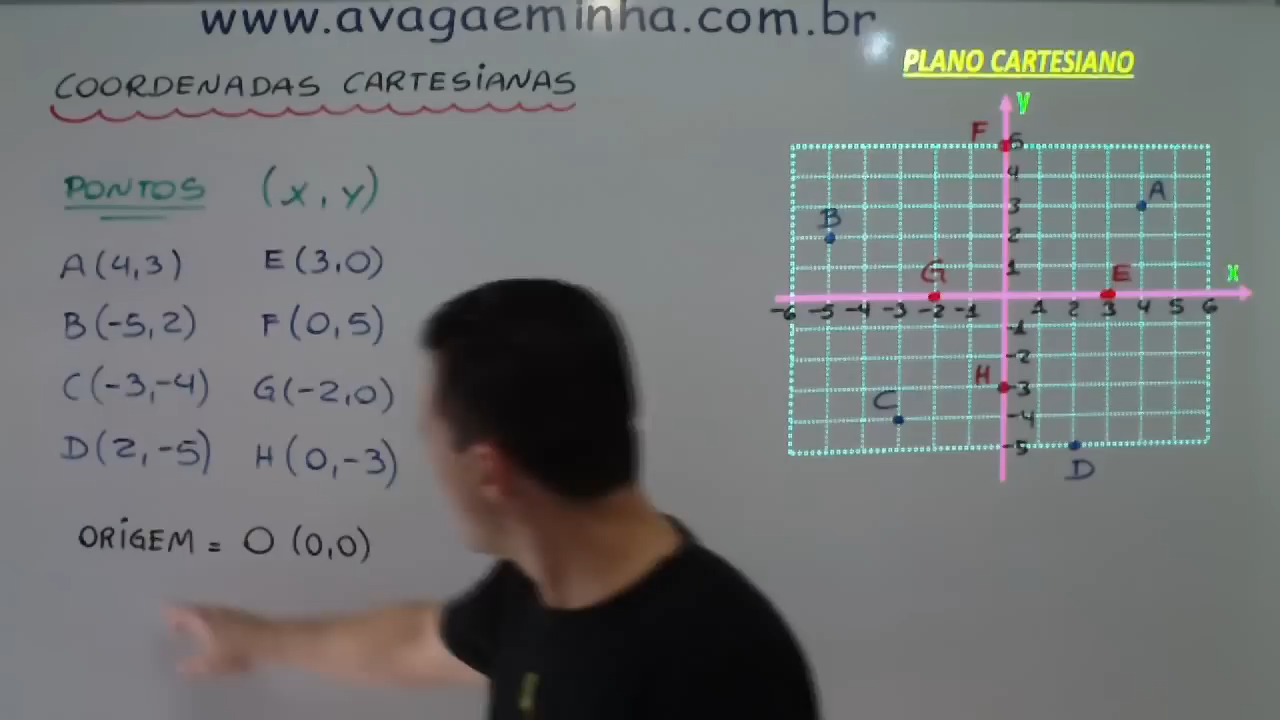 www.avagaeminha.com.br
COORDENADAS CARTESIANAS
PONTOS (x, y)
A(4,3) E(3,0)
B(-5,2) F(0,5)
C(-3,-4) G(-2,0)
D(2,-5) H(0,-3)
ORIGEM = O (0,0)
PLANO CARTESIANO
y
F 5
4
A
3
B
2
1
G E x
-6 -5 -4 -3 -2 -1 1 2 3 4 5 6
-1
-2
H -3
C -4
-5
D